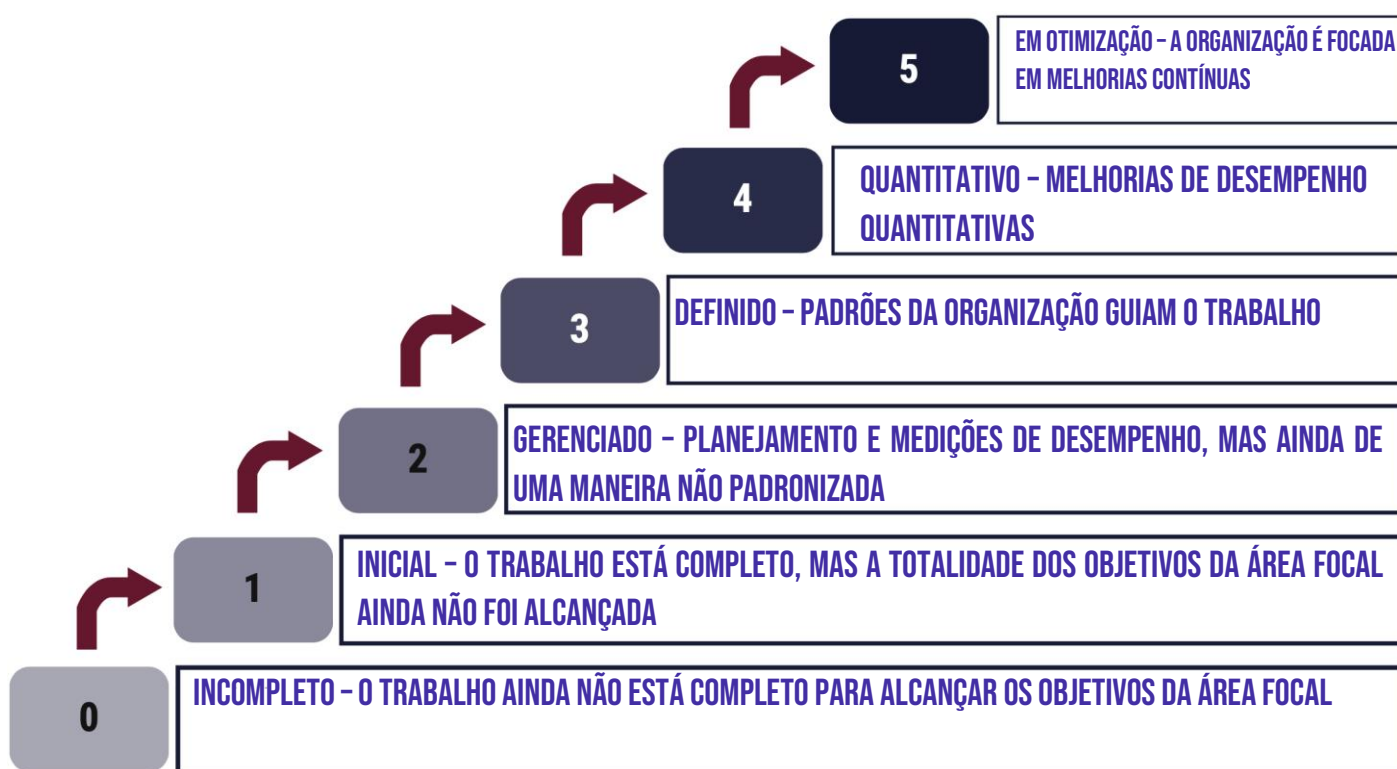 5
EM OTIMIZAÇÃO – A ORGANIZAÇÃO É FOCADA
EM MELHORIAS CONTÍNUAS
4
QUANTITATIVO – MELHORIAS DE DESEMPENHO
QUANTITATIVAS
3
DEFINIDO – PADRÕES DA ORGANIZAÇÃO GUIAM O TRABALHO
2
GERENCIADO – PLANEJAMENTO E MEDIÇÕES DE DESEMPENHO, MAS AINDA DE
UMA MANEIRA NÃO PADRONIZADA
1
INICIAL – O TRABALHO ESTÁ COMPLETO, MAS A TOTALIDADE DOS OBJETIVOS DA ÁREA FOCAL
AINDA NÃO FOI ALCANÇADA
0
INCOMPLETO – O TRABALHO AINDA NÃO ESTÁ COMPLETO PARA ALCANÇAR OS OBJETIVOS DA ÁREA FOCAL